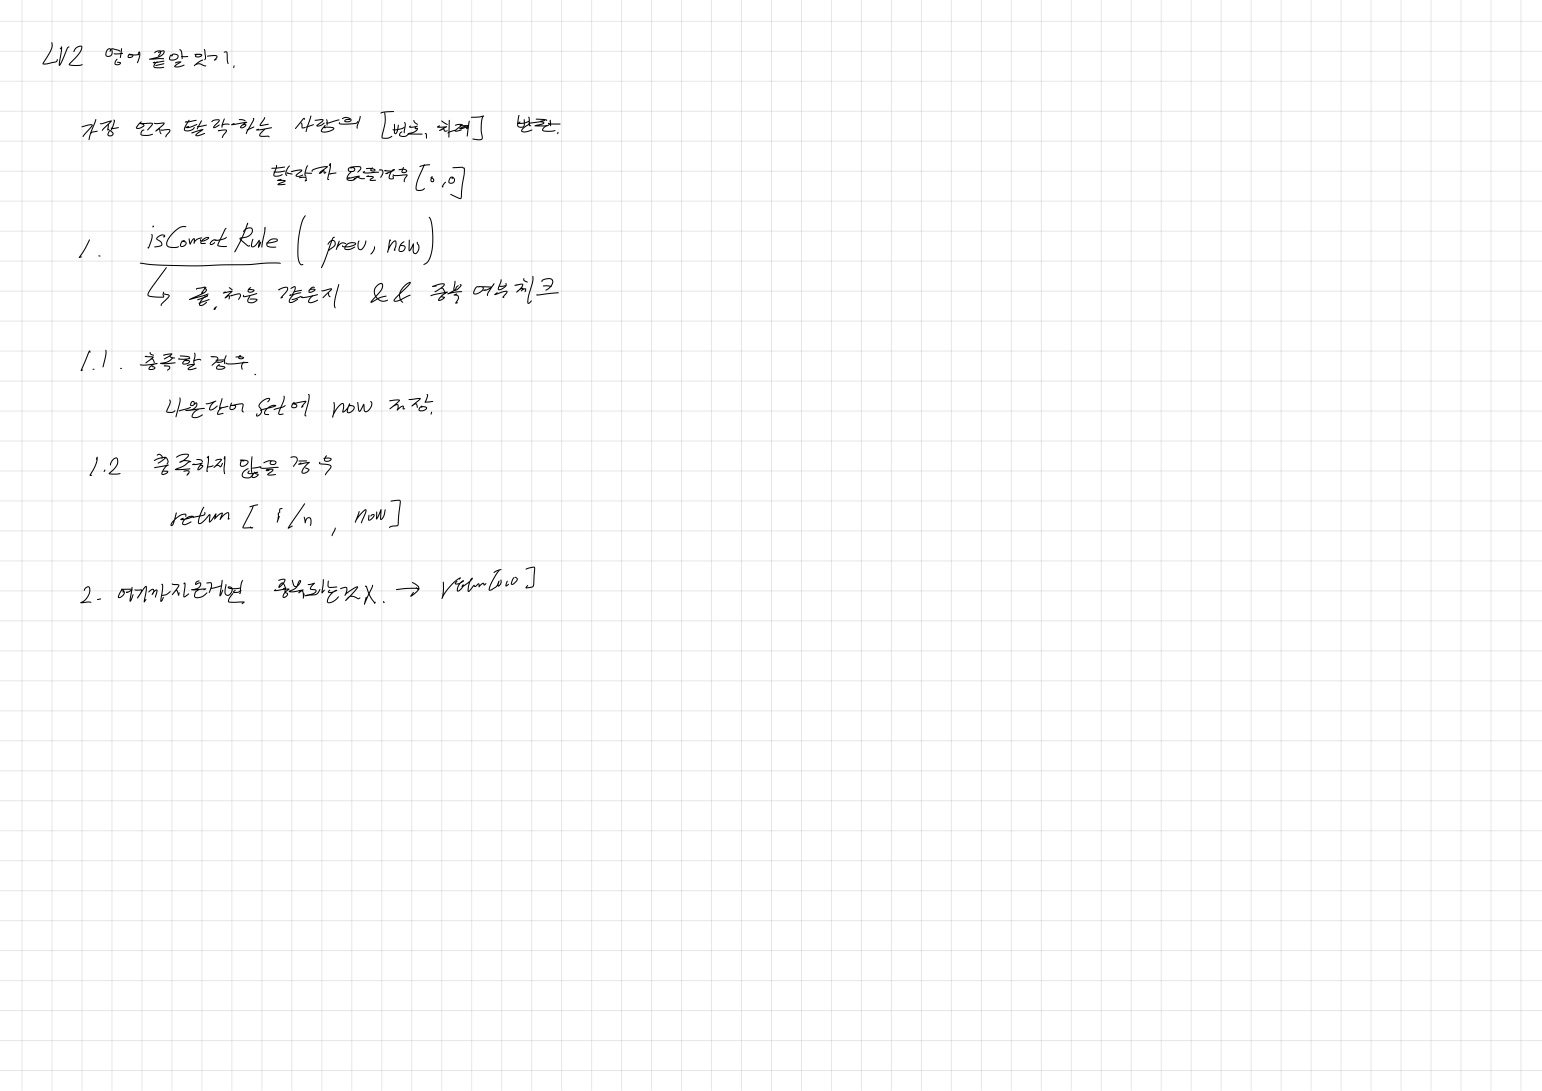 LV2 영어 끝말잇기.
가장 먼저 탈락하는 사람의 [번호, 차례] 반환.
탈락자 없을경우 [0,0]
1. isCorrectRule ( prev, now)
↳ 끝, 처음 같은지 && 중복 여부체크
1.1. 충족할 경우.
나온단어 Set에 now 저장.
1.2 충족하지 않을 경우
return [ i/n , now]
2. 여기까지온거면 중복되는것X. → return[0,0]